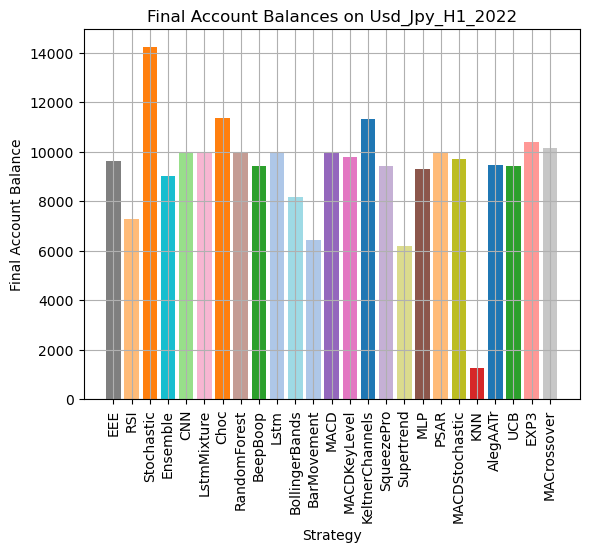 Final Account Balances on Usd_Jpy_H1_2022
Final Account Balance
14000
12000
10000
8000
6000
4000
2000
0
EEE
RSI
Stochastic
Ensemble
CNN
LstmMixture
Choc
RandomForest
BeepBoop
Lstm
BollingerBands
BarMovement
MACD
MACDKeyLevel
KeltnerChannels
SqueezePro
Supertrend
MLP
PSAR
MACDStochastic
KNN
AlegAATr
UCB
EXP3
MACrossover
Strategy